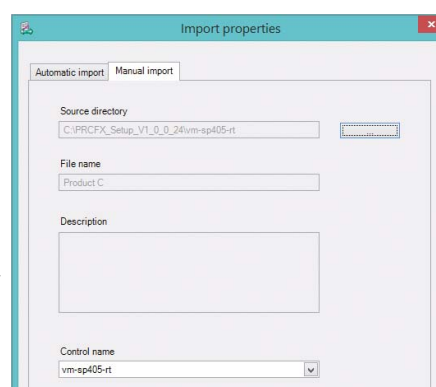 Import properties
Automatic import Manual import
Source directory
C:\PRCFX_Setup_V1_0_0_24\vm-sp405-rt
...
File name
Product C
Description
Control name
vm-sp405-rt